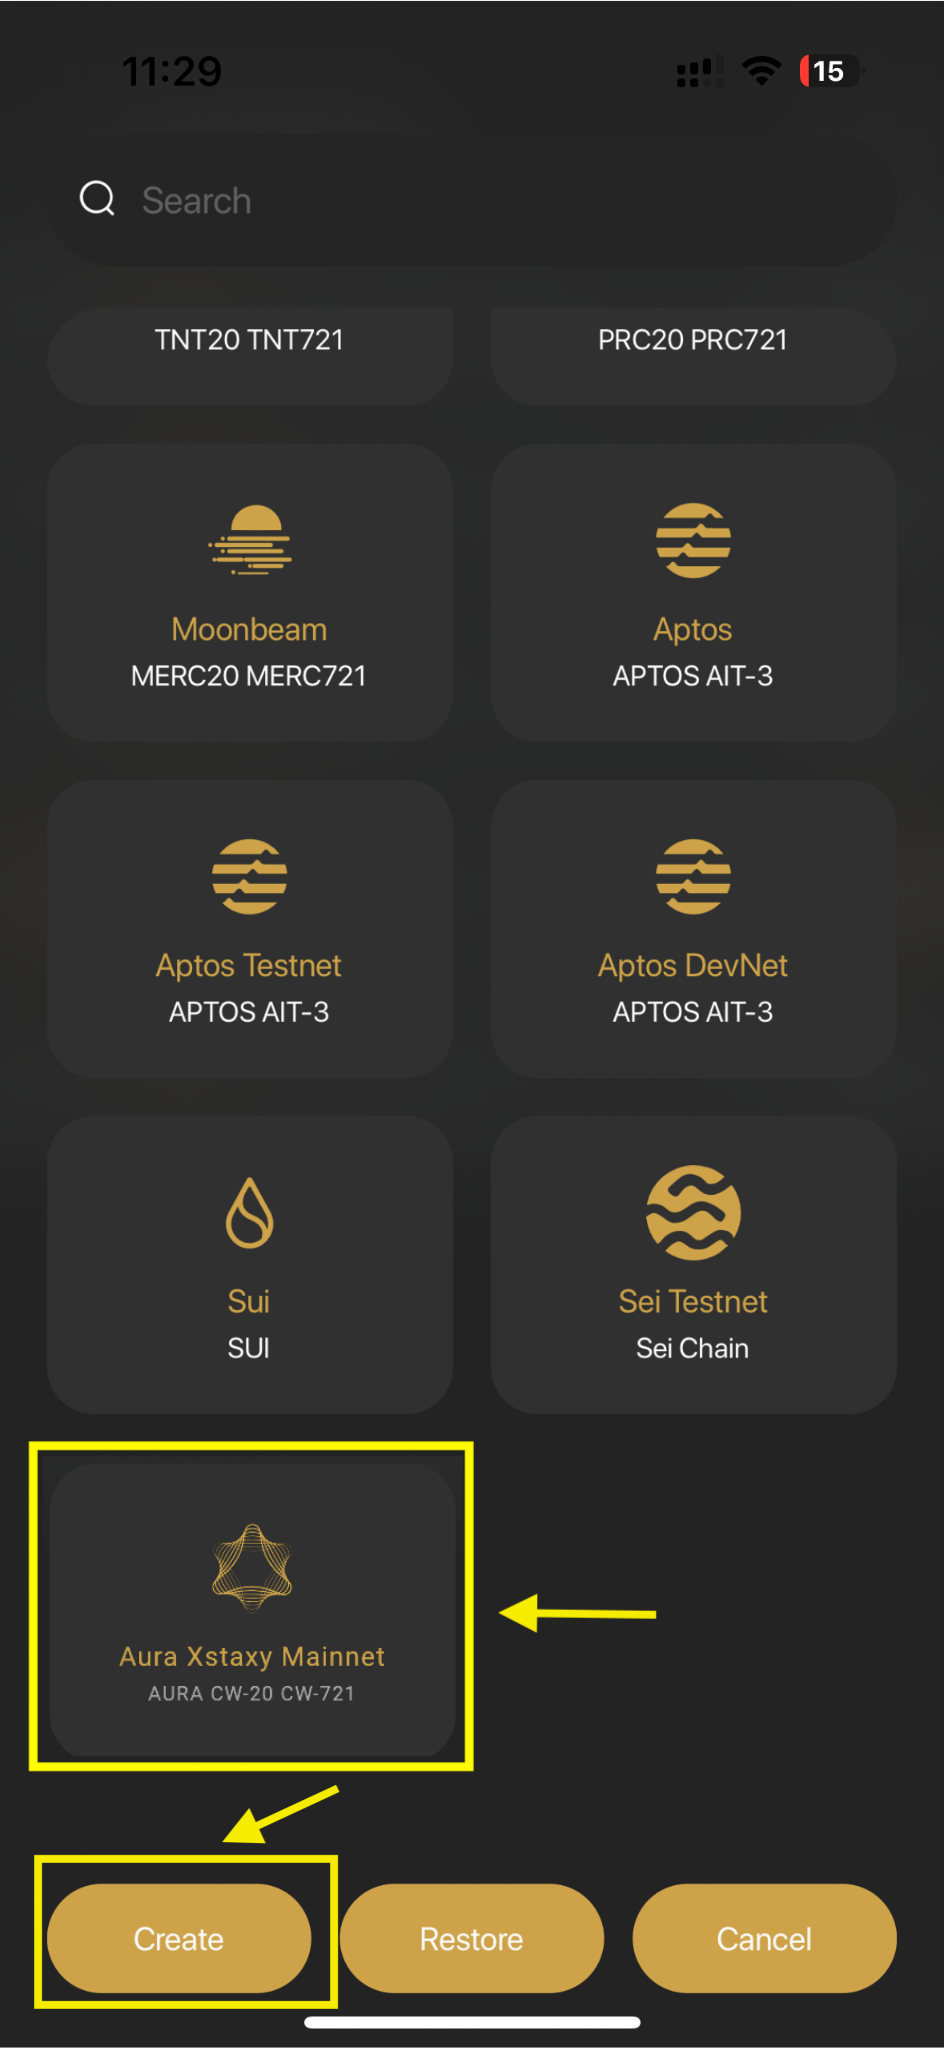 11:29
15
Search
TNT20 TNT721
PRC20 PRC721
Moonbeam
MERC20 MERC721
Aptos
APTOS AIT-3
Aptos Testnet
APTOS AIT-3
Aptos DevNet
APTOS AIT-3
Sui
SUI
Sei Testnet
Sei Chain
Aura Xstaxy Mainnet
AURA CW-20 CW-721
Create
Restore
Cancel